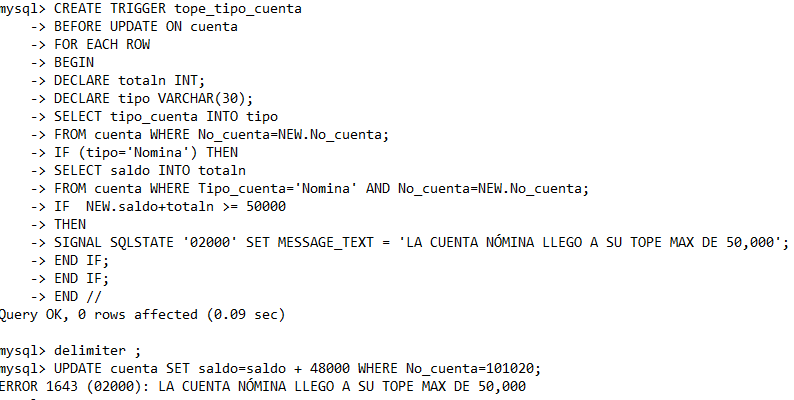 mysql> CREATE TRIGGER tope_tipo_cuenta
    -> BEFORE UPDATE ON cuenta
    -> FOR EACH ROW
    -> BEGIN
    -> DECLARE totaln INT;
    -> DECLARE tipo VARCHAR(30);
    -> SELECT tipo_cuenta INTO tipo
    -> FROM cuenta WHERE No_cuenta=NEW.No_cuenta;
    -> IF (tipo='Nomina') THEN
    -> SELECT saldo INTO totaln
    -> FROM cuenta WHERE Tipo_cuenta='Nomina' AND No_cuenta=NEW.No_cuenta;
    -> IF  NEW.saldo+totaln >= 50000
    -> THEN
    -> SIGNAL SQLSTATE '02000' SET MESSAGE_TEXT = 'LA CUENTA NÓMINA LLEGO A SU TOPE MAX DE 50,000';
    -> END IF;
    -> END IF;
    -> END //
Query OK, 0 rows affected (0.09 sec)
mysql> delimiter ;
mysql> UPDATE cuenta SET saldo=saldo + 48000 WHERE No_cuenta=101020;
ERROR 1643 (02000): LA CUENTA NÓMINA LLEGO A SU TOPE MAX DE 50,000